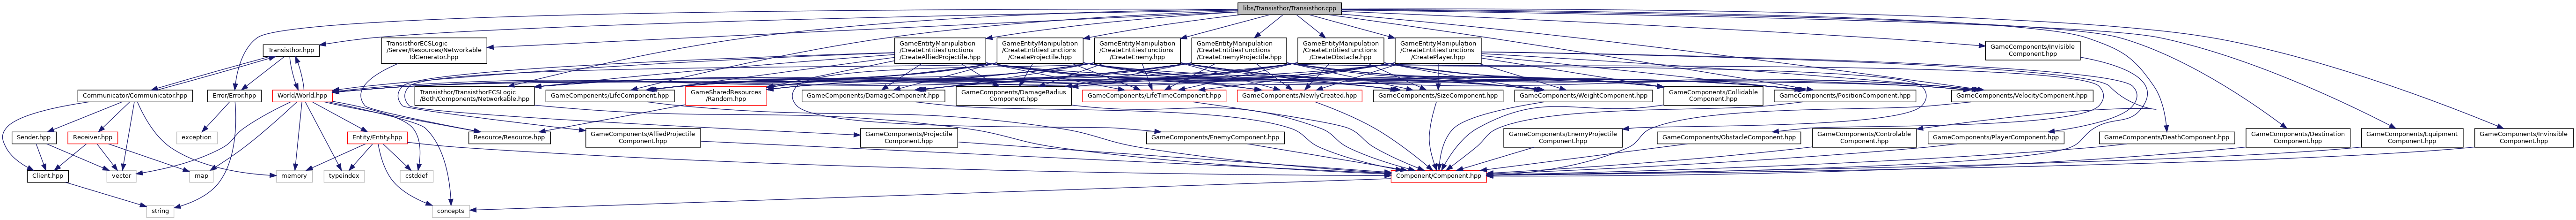 libs/Transisthor/Transisthor.cpp
Transisthor.hpp
TransisthorECSLogic
/Server/Resources/Networkable
IdGenerator.hpp
GameEntityManipulation
/CreateEntitiesFunctions
/CreateAlliedProjectile.hpp
GameEntityManipulation
/CreateEntitiesFunctions
/CreateProjectile.hpp
GameEntityManipulation
/CreateEntitiesFunctions
/CreateEnemy.hpp
GameEntityManipulation
/CreateEntitiesFunctions
/CreateEnemyProjectile.hpp
GameEntityManipulation
/CreateEntitiesFunctions
/CreateObstacle.hpp
GameEntityManipulation
/CreateEntitiesFunctions
/CreatePlayer.hpp
GameComponents/Invisible
Component.hpp
Communicator/Communicator.hpp
Error/Error.hpp
World/World.hpp
Transisthor/TransisthorECSLogic
/Both/Components/Networkable.hpp
GameComponents/LifeComponent.hpp
GameSharedResources
/Random.hpp
GameComponents/DamageComponent.hpp
GameComponents/DamageRadius
Component.hpp
GameComponents/LifeTimeComponent.hpp
GameComponents/NewlyCreated.hpp
GameComponents/SizeComponent.hpp
GameComponents/WeightComponent.hpp
GameComponents/Collidable
Component.hpp
GameComponents/PositionComponent.hpp
GameComponents/VelocityComponent.hpp
Sender.hpp
Receiver.hpp
exception
Entity/Entity.hpp
Resource/Resource.hpp
GameComponents/AlliedProjectile
Component.hpp
GameComponents/Projectile
Component.hpp
GameComponents/EnemyComponent.hpp
GameComponents/EnemyProjectile
Component.hpp
GameComponents/ObstacleComponent.hpp
GameComponents/Controlable
Component.hpp
GameComponents/PlayerComponent.hpp
GameComponents/DeathComponent.hpp
GameComponents/Destination
Component.hpp
GameComponents/Equipment
Component.hpp
GameComponents/Invinsible
Component.hpp
Client.hpp
vector
map
memory
typeindex
cstddef
Component/Component.hpp
string
concepts